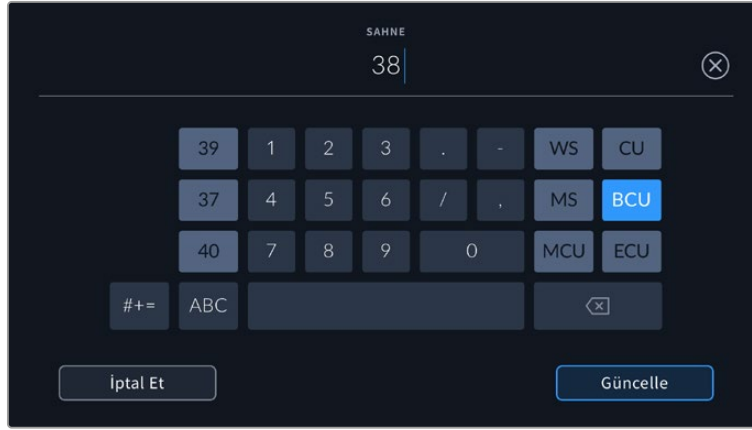 SAHNE
38
39 1 2 3 . - WS CU
37 4 5 6 / , MS BCU
40 7 8 9 0 MCU ECU
#+= ABC
İptal Et Güncelle